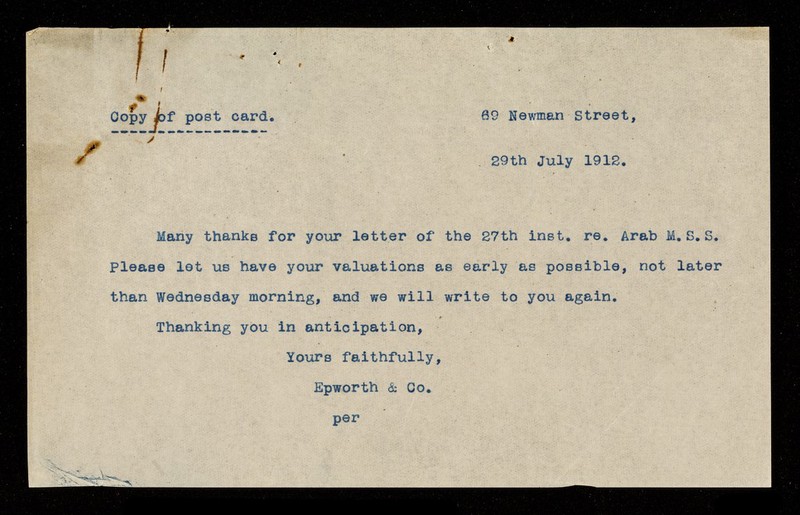 Copy of post card.
69 Newman Street,
29th July 1912.
Many thanks for your letter of the 27th inst. re. Arab M.S.S.
Please let us have your valuations as early as possible, not later
than Wednesday morning, and we will write to you again.
Thanking you in anticipation,
Yours faithfully,
Epworth & Co.
per